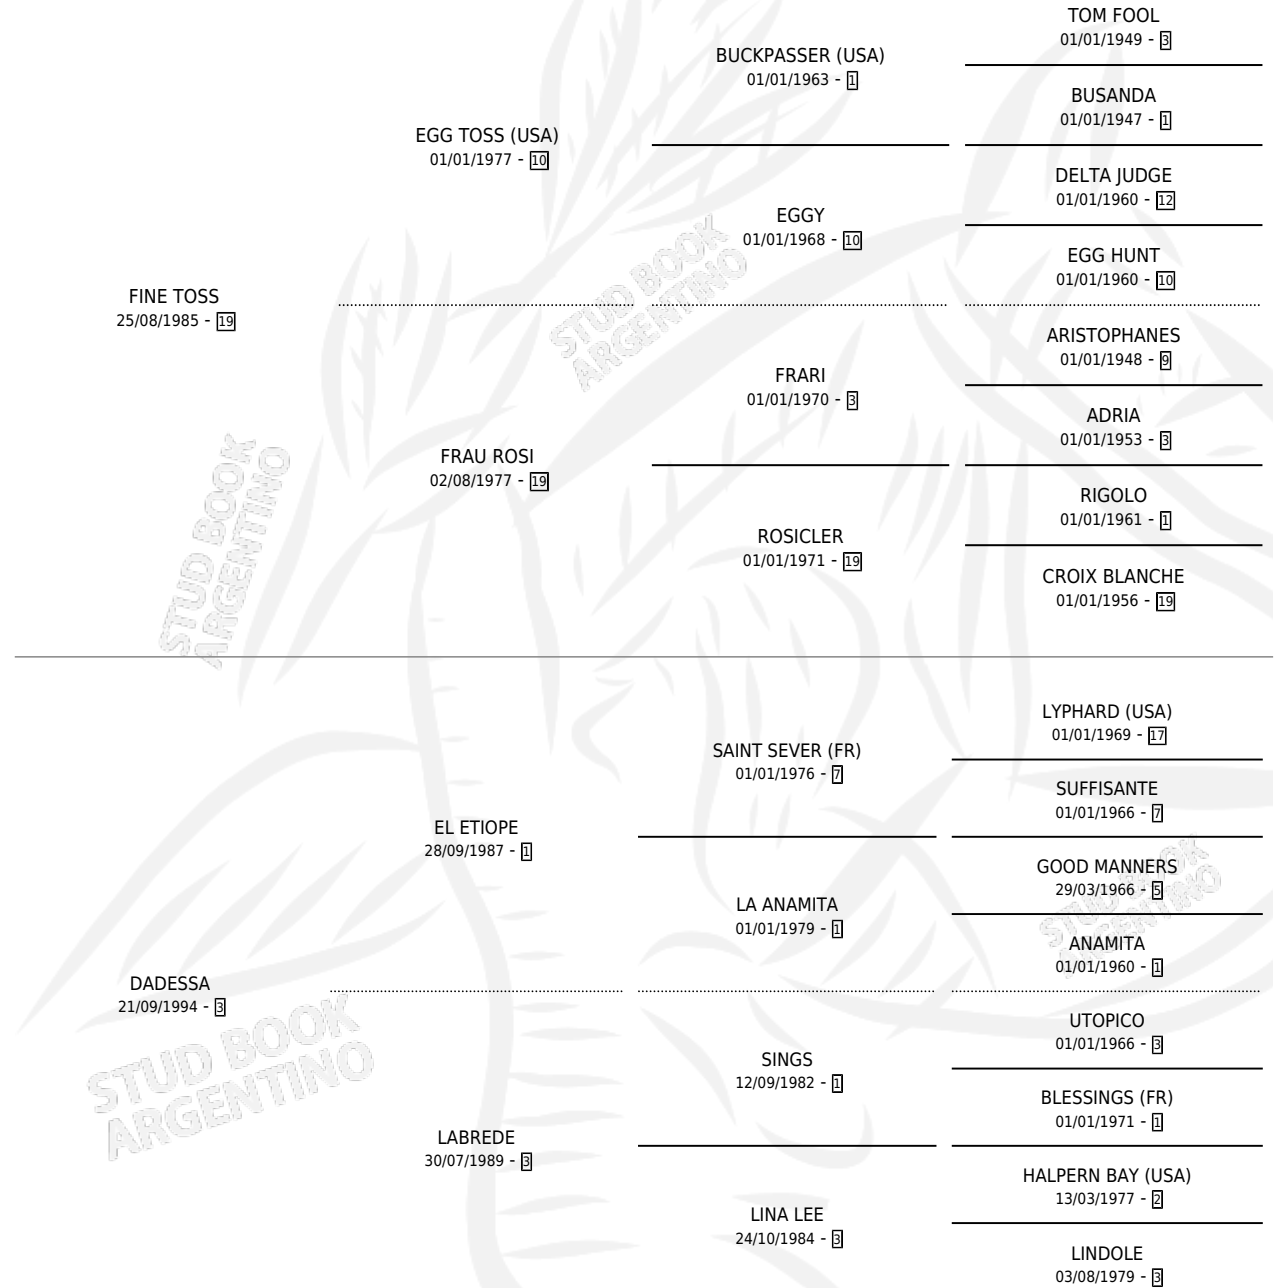 TOM FOOL
01/01/1949 - 3
BUCKPASSER (USA)
01/01/1963 - 1
BUSANDA
01/01/1947 - 1
EGG TOSS (USA)
01/01/1977 - 10
DELTA JUDGE
01/01/1960 - 12
EGGY
01/01/1968 - 10
EGG HUNT
01/01/1960 - 10
FINE TOSS
25/08/1985 - 19
STUD BOOK
ARGENTINO
ARISTOPHANES
01/01/1948 - 9
FRARI
01/01/1970 - 3
ADRIA
01/01/1953 - 3
FRAU ROSI
02/08/1977 - 19
RIGOLO
01/01/1961 - 1
ROSICLER
01/01/1971 - 19
CROIX BLANCHE
01/01/1956 - 19
STUD BOOK
ARGENTINO
LYPHARD (USA)
01/01/1969 - 17
SAINT SEVER (FR)
01/01/1976 - 7
SUFFISANTE
01/01/1966 - 7
EL ETIOPE
28/09/1987 - 1
GOOD MANNERS
29/03/1966 - 5
LA ANAMITA
01/01/1979 - 1
ANAMITA
01/01/1960 - 1
STUD BOOK
ARGENTINO
DADESSA
21/09/1994 - 3
STUD BOOK
ARGENTINO
UTOPICO
01/01/1966 - 3
SINGS
12/09/1982 - 1
BLESSINGS (FR)
01/01/1971 - 1
LABREDE
30/07/1989 - 3
HALPERN BAY (USA)
13/03/1977 - 2
LINA LEE
24/10/1984 - 3
LINDOLE
03/08/1979 - 3